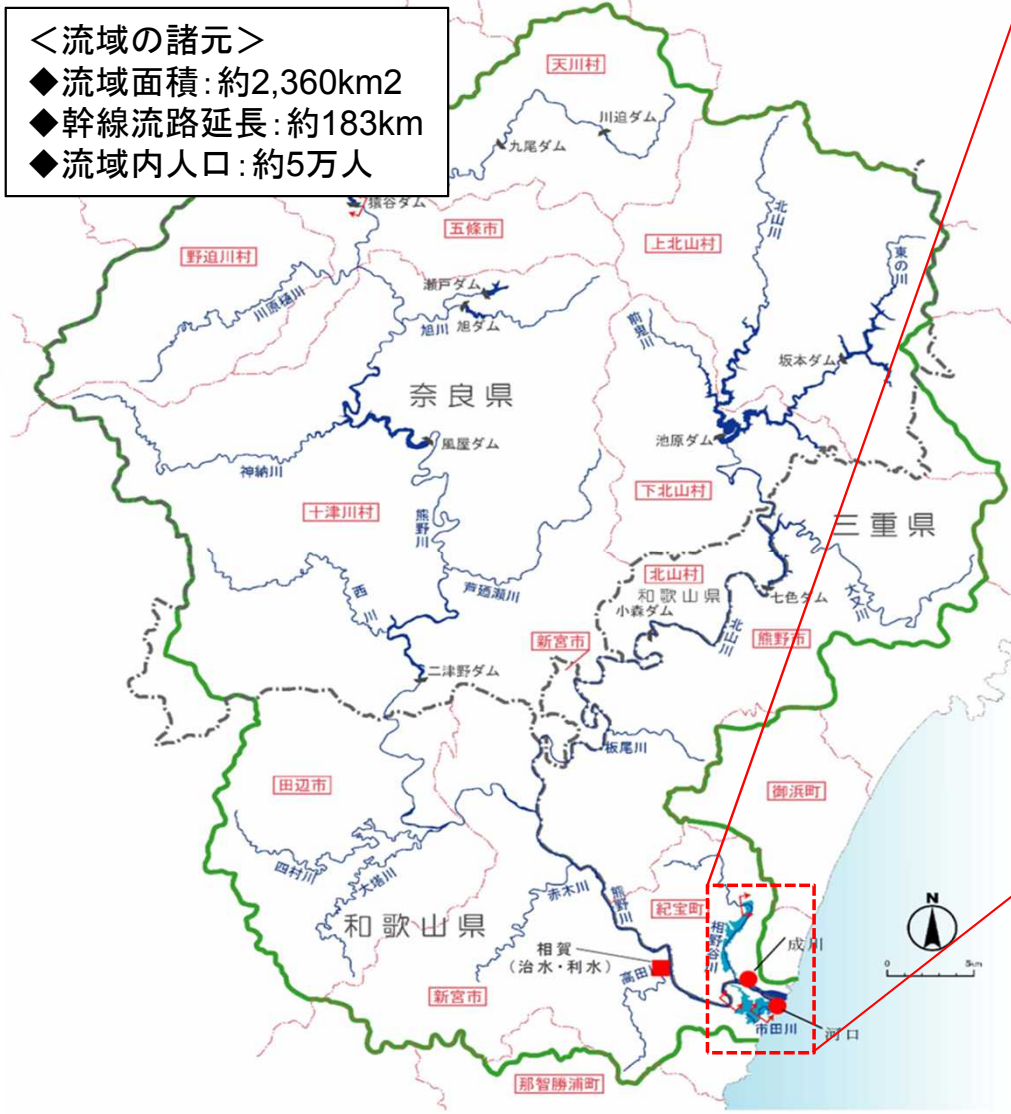 ＜流域の諸元＞
◆流域面積：約2,360km2
◆幹線流路延長：約183km
◆流域内人口：約5万人
天川村
川迫ダム
九尾ダム
猿谷ダム
五條市
上北山村
北山川
東の川
野迫川村
川原樋川
瀬戸ダム
旭川
旭ダム
前鬼川
坂本ダム
奈良県
風屋ダム
池原ダム
神納川
十津川村
熊野川
下北山村
三重県
西川
芦廼瀬川
北山村
和歌山県
小森ダム
七色ダム
大又川
北山川
新宮市
熊野市
二津野ダム
板尾川
田辺市
御浜町
四村川
大塔川
赤木川
熊野川
紀宝町
相野谷川
成川
和歌山県
相賀
（治水・利水）
高田川
新宮市
市田川
河口
那智勝浦町
N
0 5km